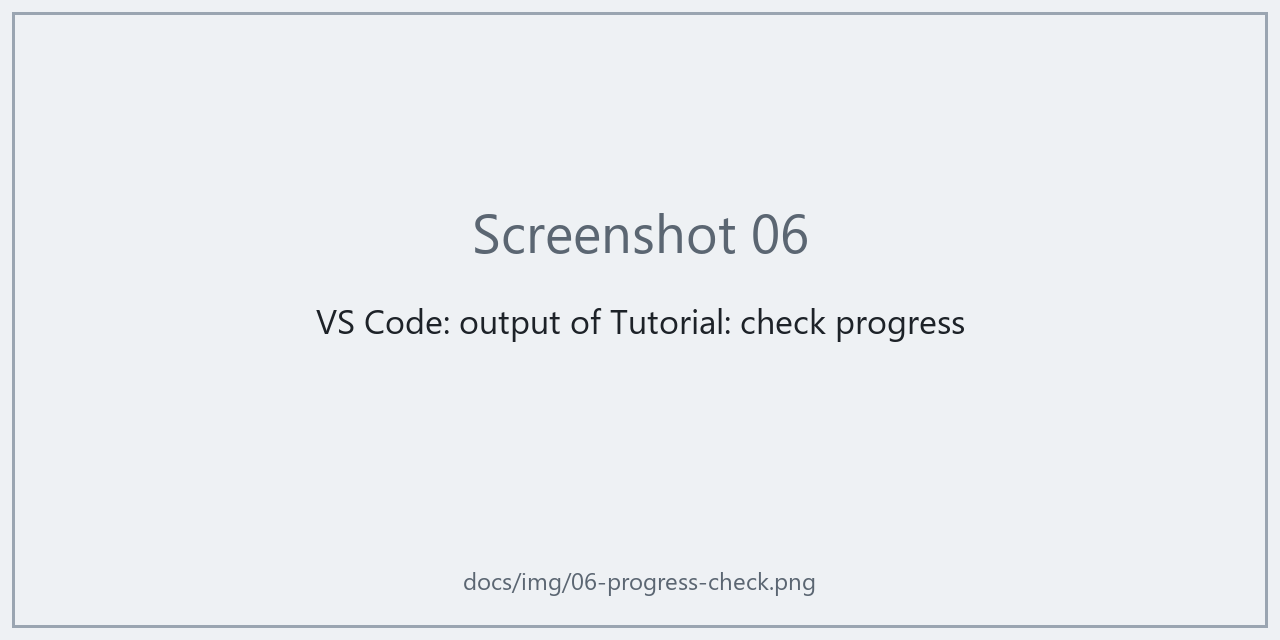 Screenshot 06
VS Code: output of Tutorial: check progress
docs/img/06-progress-check.png